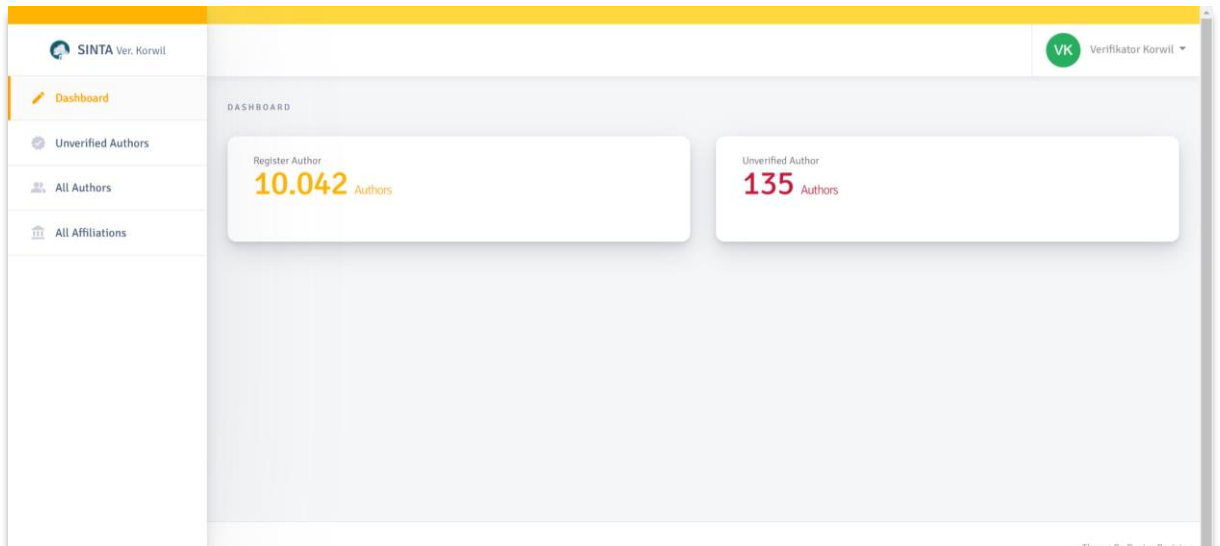 SINTA Ver. Korwil
VK Verifikator Korwil
Dashboard
Unverified Authors
All Authors
All Affiliations
DASHBOARD
Register Author
10.042 Authors
Unverified Author
135 Authors